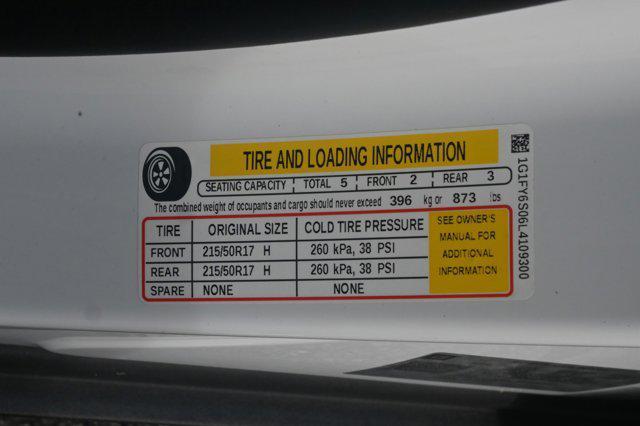 TIRE AND LOADING INFORMATION
SEATING CAPACITY TOTAL 5 FRONT 2 REAR 3
The combined weight of occupants and cargo should never exceed 396 kg or 873 lbs
TIRE ORIGINAL SIZE COLD TIRE PRESSURE
FRONT 215/50R17 H 260 kPa, 38 PSI
REAR 215/50R17 H 260 kPa, 38 PSI
SPARE NONE NONE
SEE OWNER'S
MANUAL FOR
ADDITIONAL
INFORMATION
1G1FY6S06L4109300